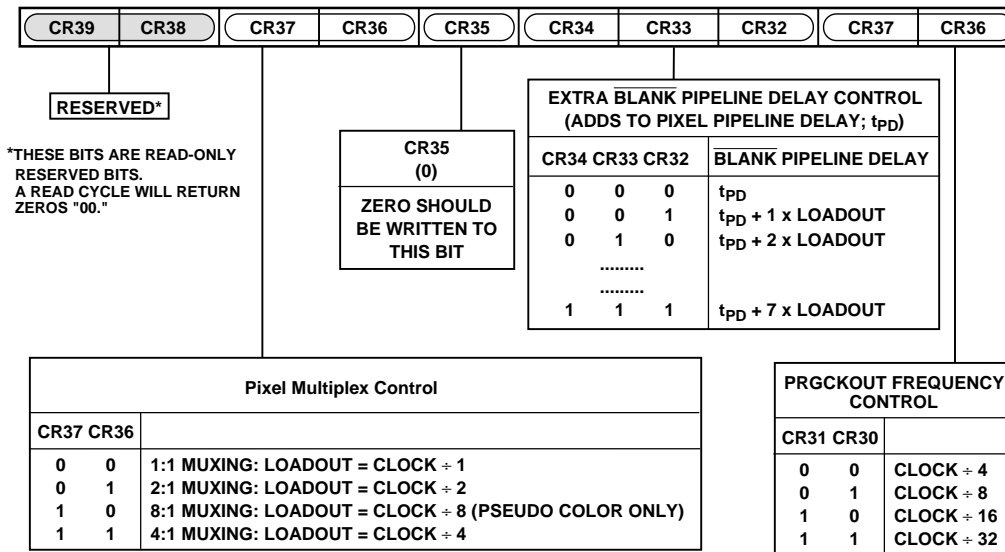 CR39 CR38 CR37 CR36 CR35 CR34 CR33 CR32 CR37 CR36
RESERVED*
*THESE BITS ARE READ-ONLY
RESERVED BITS.
A READ CYCLE WILL RETURN
ZEROS "00."
CR35
(0)
ZERO SHOULD
BE WRITTEN TO
THIS BIT
EXTRA BLANK PIPELINE DELAY CONTROL
(ADDS TO PIXEL PIPELINE DELAY; tPD)
CR34 CR33 CR32 BLANK PIPELINE DELAY
0 0 0 tPD
0 0 1 tPD + 1 x LOADOUT
0 1 0 tPD + 2 x LOADOUT
.........
.........
1 1 1 tPD + 7 x LOADOUT
Pixel Multiplex Control
CR37 CR36
0 0 1:1 MUXING: LOADOUT = CLOCK ÷ 1
0 1 2:1 MUXING: LOADOUT = CLOCK ÷ 2
1 0 8:1 MUXING: LOADOUT = CLOCK ÷ 8 (PSEUDO COLOR ONLY)
1 1 4:1 MUXING: LOADOUT = CLOCK ÷ 4
PRGCKOUT FREQUENCY
CONTROL
CR31 CR30
0 0 CLOCK ÷ 4
0 1 CLOCK ÷ 8
1 0 CLOCK ÷ 16
1 1 CLOCK ÷ 32